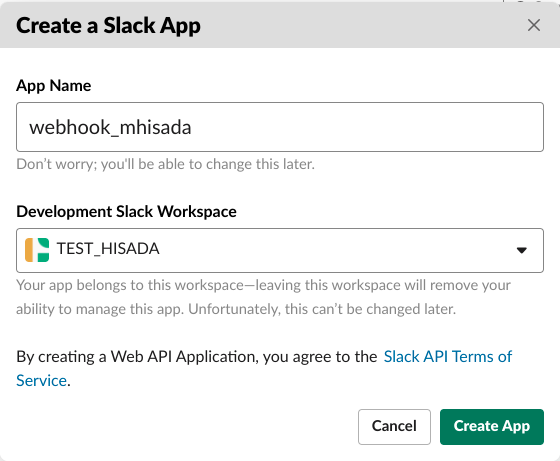 Create a Slack App
App Name
webhook_mhisada
Don't worry; you'll be able to change this later.
Development Slack Workspace
TEST_HISADA
Your app belongs to this workspace—leaving this workspace will remove your
ability to manage this app. Unfortunately, this can't be changed later.
By creating a Web API Application, you agree to the Slack API Terms of
Service.
Cancel
Create App